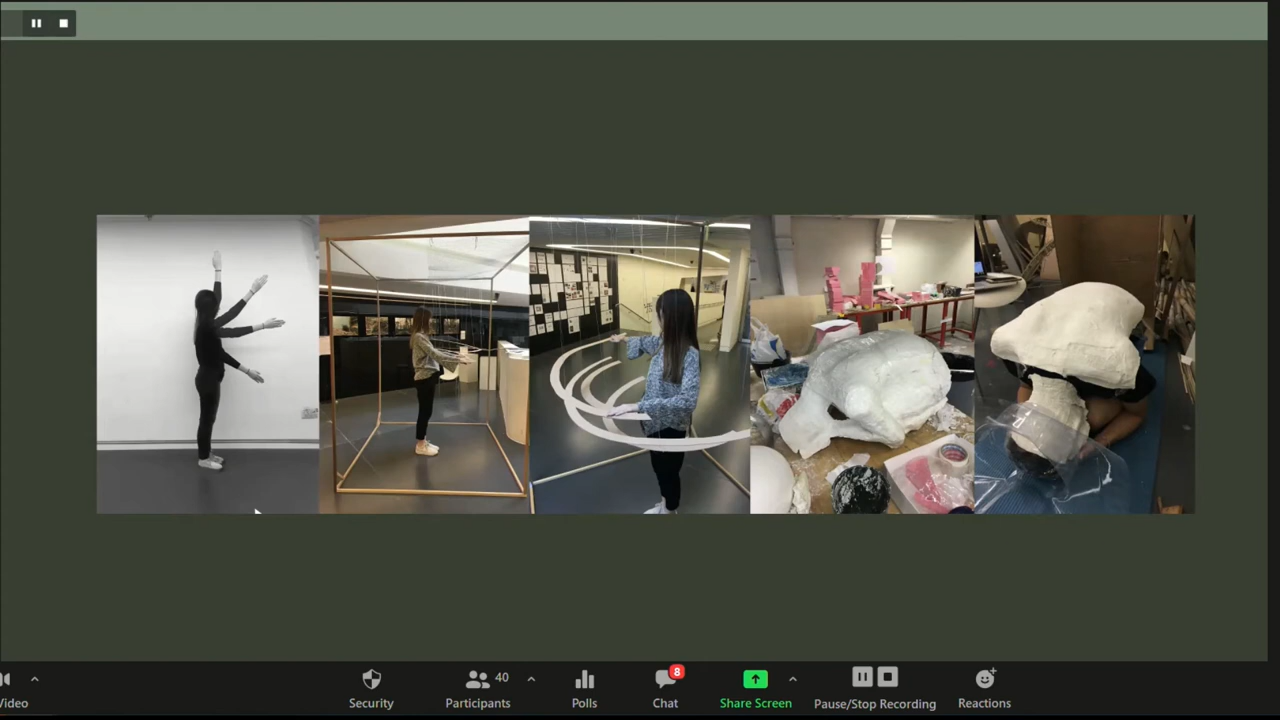 Video
Security
Participants
40
Polls
Chat
8
Share Screen
Pause/Stop Recording
Reactions